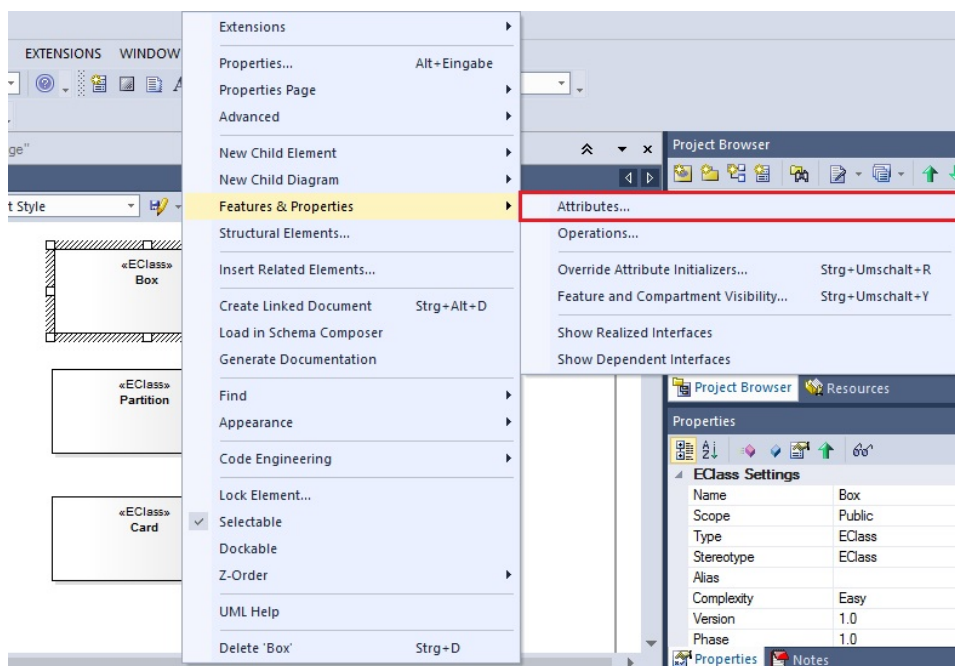 EXTENSIONS WINDOW
ge"
t Style
«EClass»
Box
«EClass»
Partition
«EClass»
Card
Extensions
Properties... Alt+Eingabe
Properties Page
Advanced
New Child Element
New Child Diagram
Features & Properties
Structural Elements...
Insert Related Elements...
Create Linked Document Strg+Alt+D
Load in Schema Composer
Generate Documentation
Find
Appearance
Code Engineering
Lock Element...
Selectable
Dockable
Z-Order
UML Help
Delete 'Box' Strg+D
Attributes...
Operations...
Override Attribute Initializers... Strg+Umschalt+R
Feature and Compartment Visibility... Strg+Umschalt+Y
Show Realized Interfaces
Show Dependent Interfaces
Project Browser
Project Browser Resources
Properties
EClass Settings
Name Box
Scope Public
Type EClass
Stereotype EClass
Alias
Complexity Easy
Version 1.0
Phase 1.0
Properties Notes